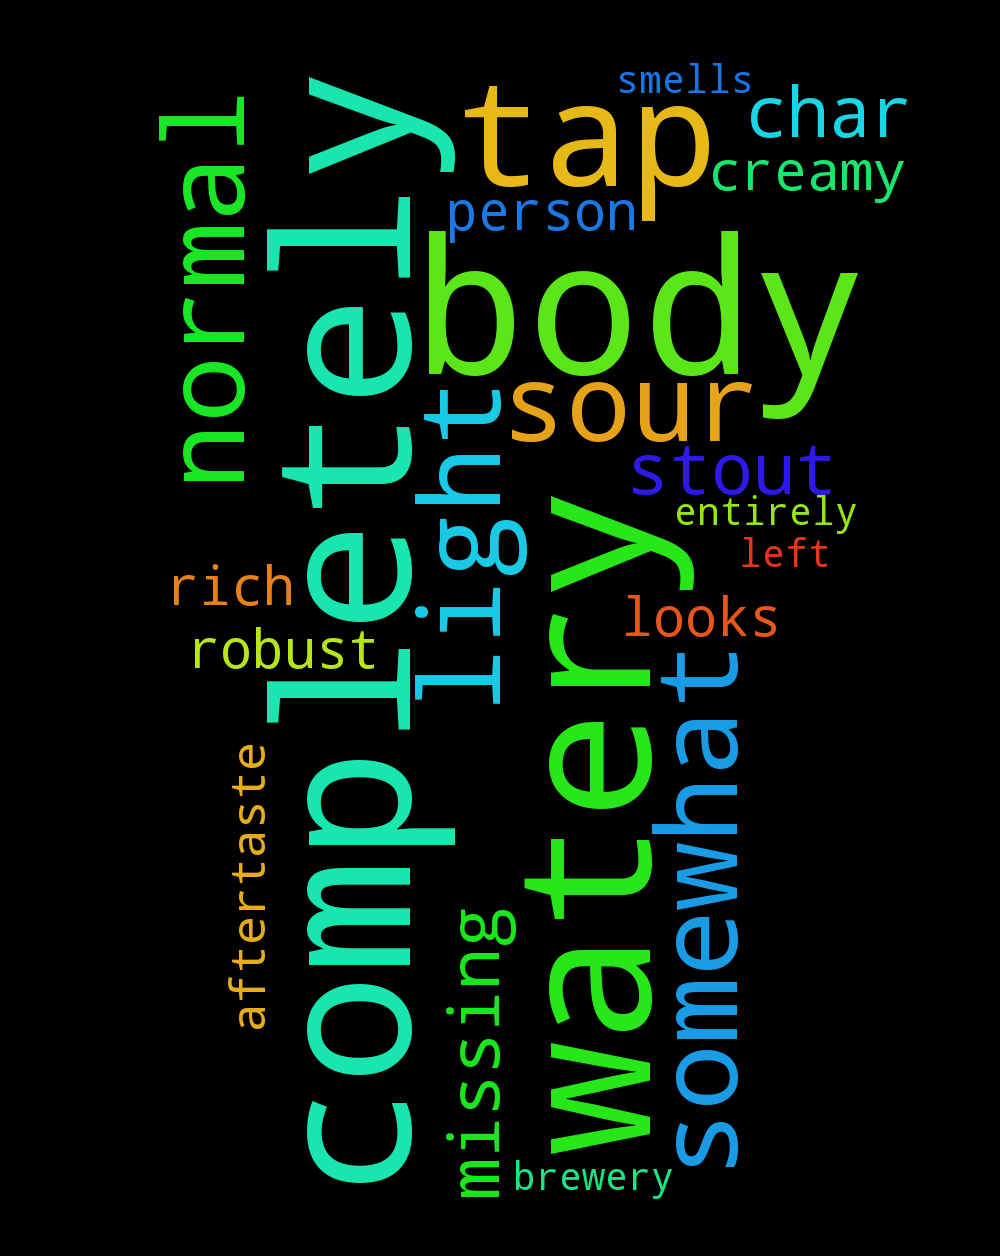 smells
tap
char
creamy
normal
person
completely
body
sour
light
stout
entirely
left
watery
rich
looks
robust
somewhat
aftertaste
missing
brewery